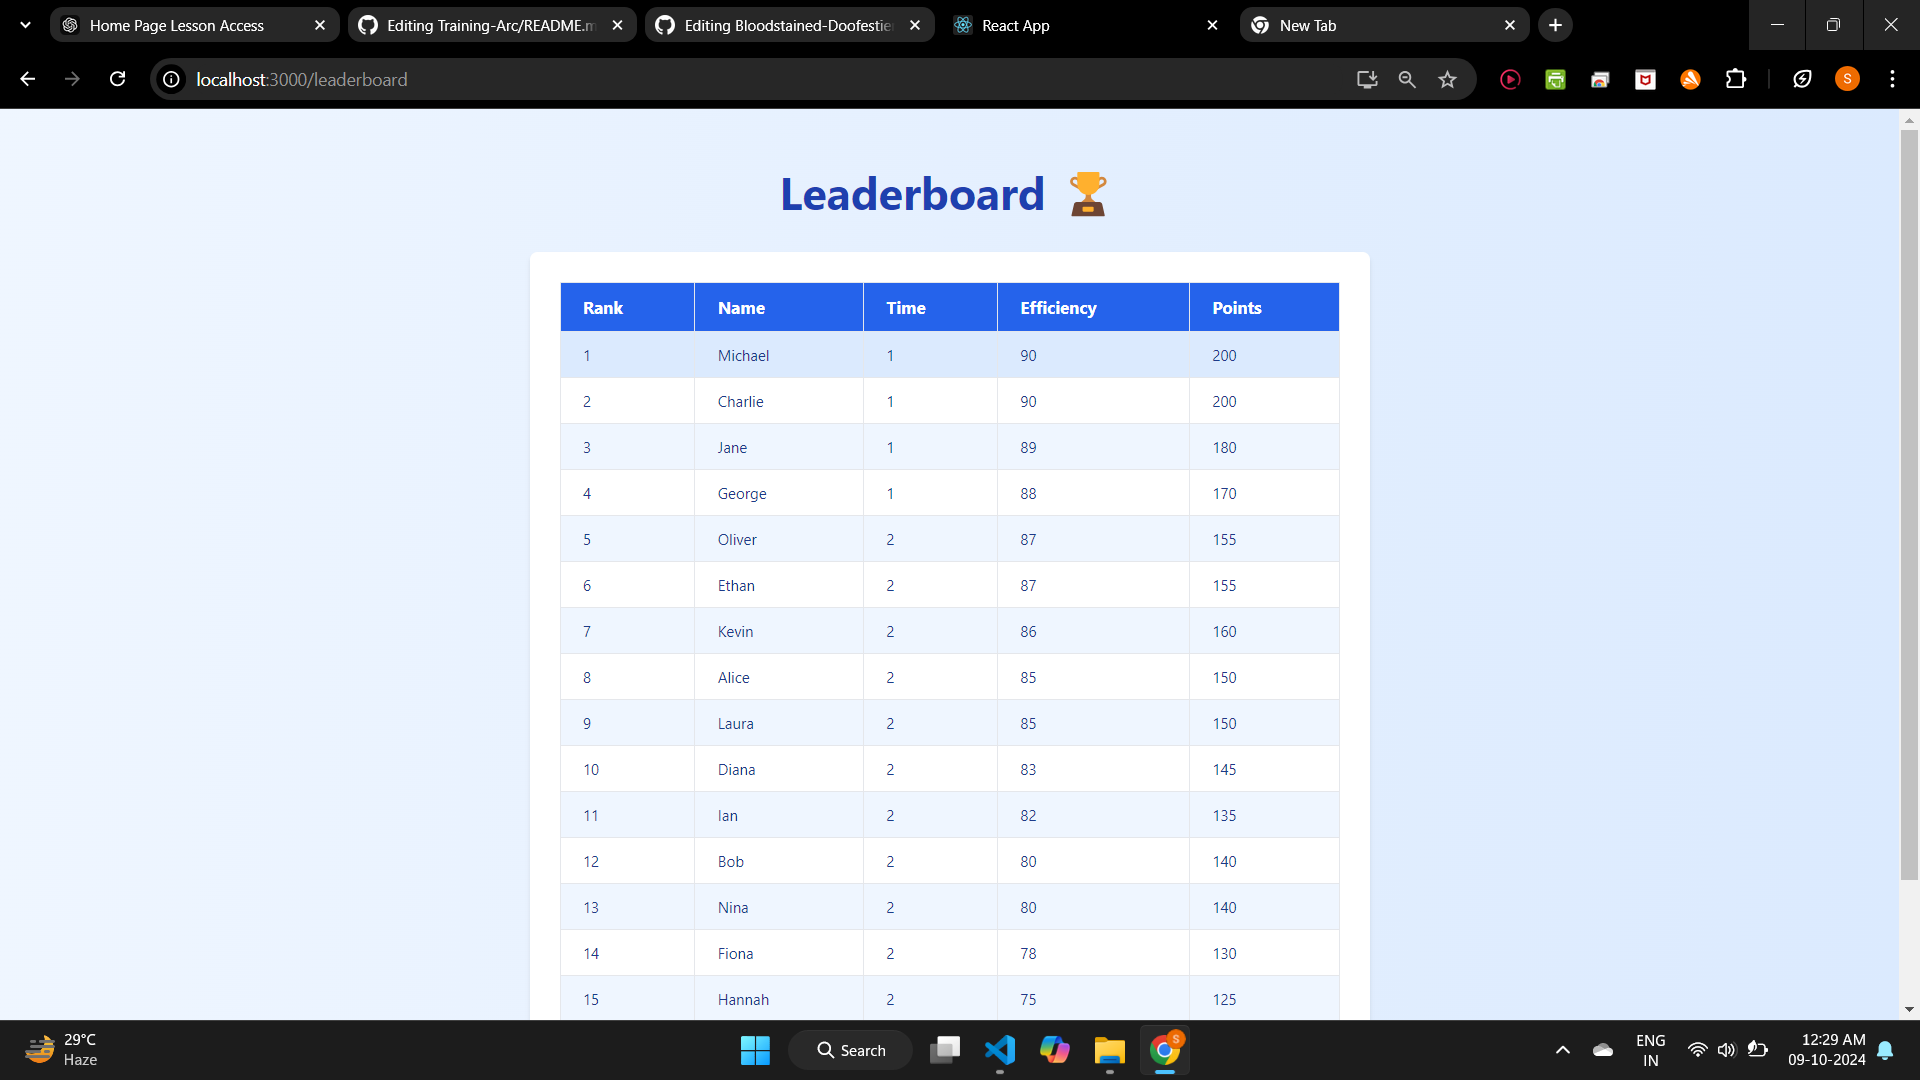 Home Page Lesson Access
Editing Training-Arc/README.m
Editing Bloodstained-Doofestie
React App
New Tab
localhost:3000/leaderboard
S
Leaderboard
Rank Name Time Efficiency Points
1 Michael 1 90 200
2 Charlie 1 90 200
3 Jane 1 89 180
4 George 1 88 170
5 Oliver 2 87 155
6 Ethan 2 87 155
7 Kevin 2 86 160
8 Alice 2 85 150
9 Laura 2 85 150
10 Diana 2 83 145
11 Ian 2 82 135
12 Bob 2 80 140
13 Nina 2 80 140
14 Fiona 2 78 130
15 Hannah 2 75 125
29°C
Haze
Search
S
ENG
IN
12:29 AM
09-10-2024